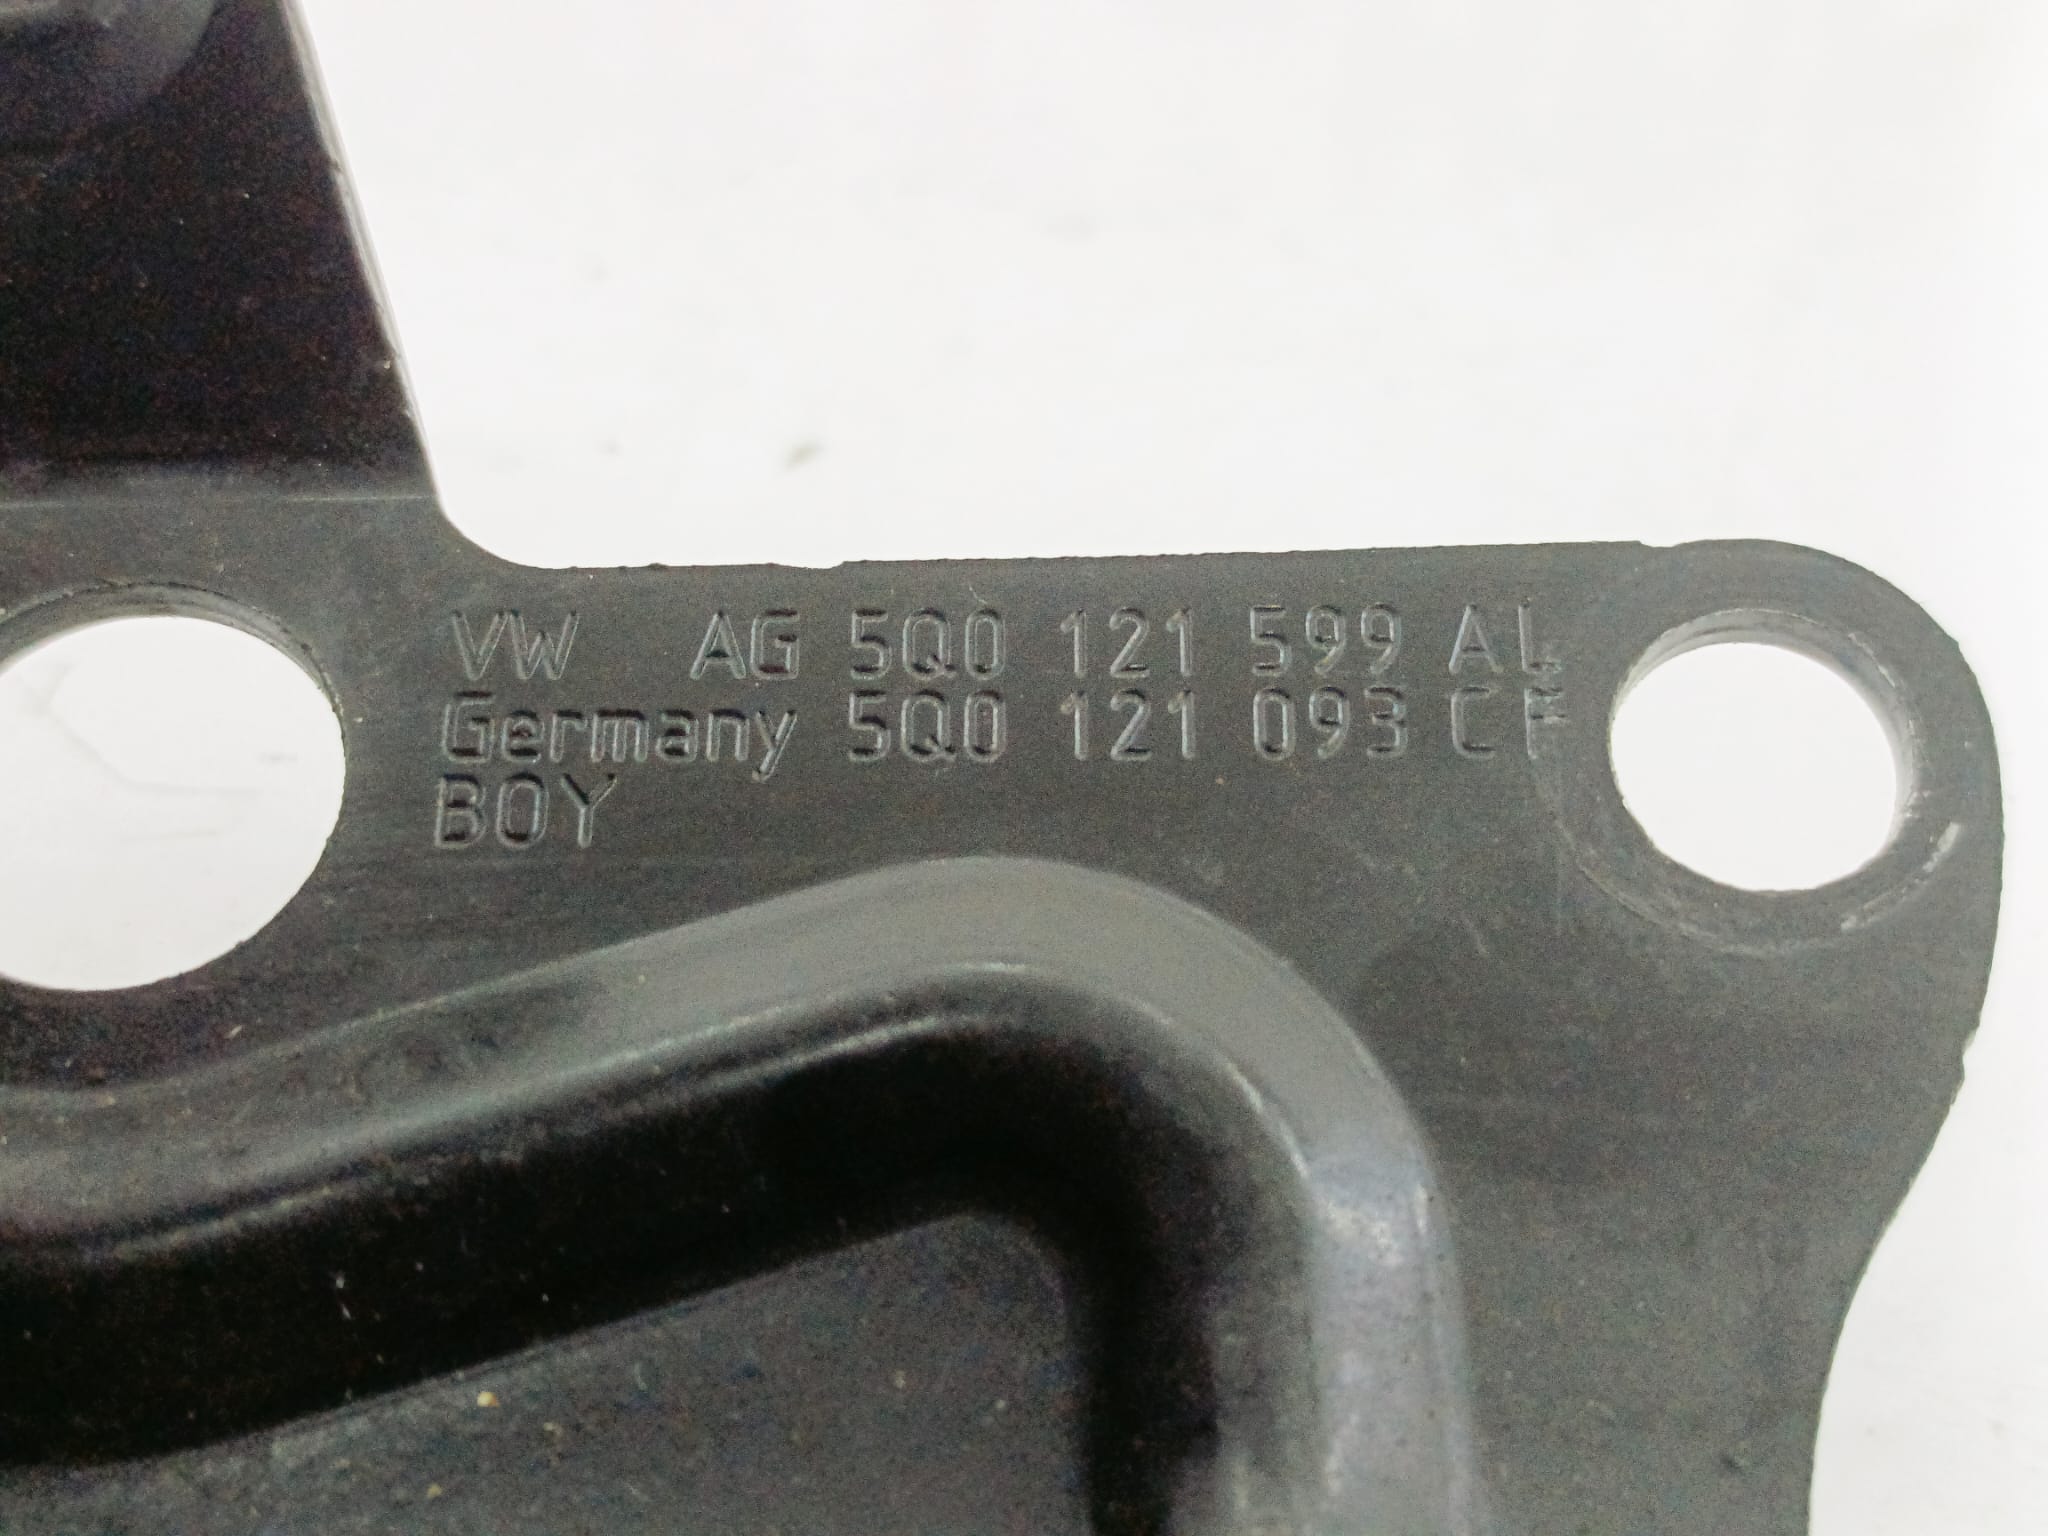 VW AG 5Q0 121 599 AL
Germany 5Q0 121 093 CF
BOY